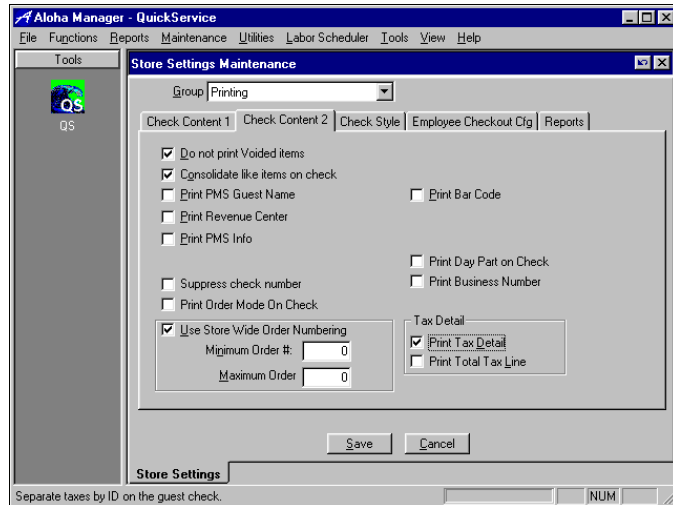 Aloha Manager - QuickService
File Functions Reports Maintenance Utilities Labor Scheduler Tools View Help
Tools
QS
QS
Store Settings Maintenance
Group Printing
Check Content 1 Check Content 2 Check Style Employee Checkout Cfg Reports
Do not print Voided items
Consolidate like items on check
Print PMS Guest Name Print Bar Code
Print Revenue Center
Print PMS Info
Print Day Part on Check
Suppress check number Print Business Number
Print Order Mode On Check
Use Store Wide Order Numbering Tax Detail
Minimum Order #: 0 Print Tax Detail
Print Total Tax Line
Maximum Order 0
Save Cancel
Store Settings
Separate taxes by ID on the guest check. NUM